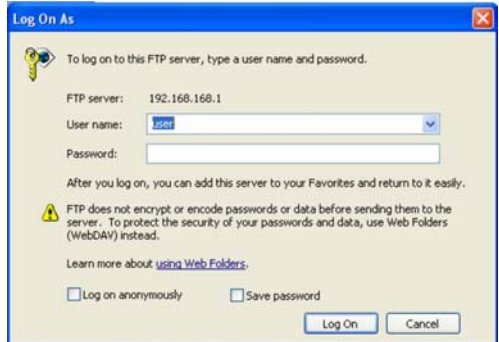 Log On As
To log on to this FTP server, type a user name and password.
FTP server: 192.168.168.1
User name: user
Password:
After you log on, you can add this server to your Favorites and return to it easily.
FTP does not encrypt or encode passwords or data before sending them to the
server. To protect the security of your passwords and data, use Web Folders
(WebDAV) instead.
Learn more about using Web Folders.
Log on anonymously Save password
Log On Cancel